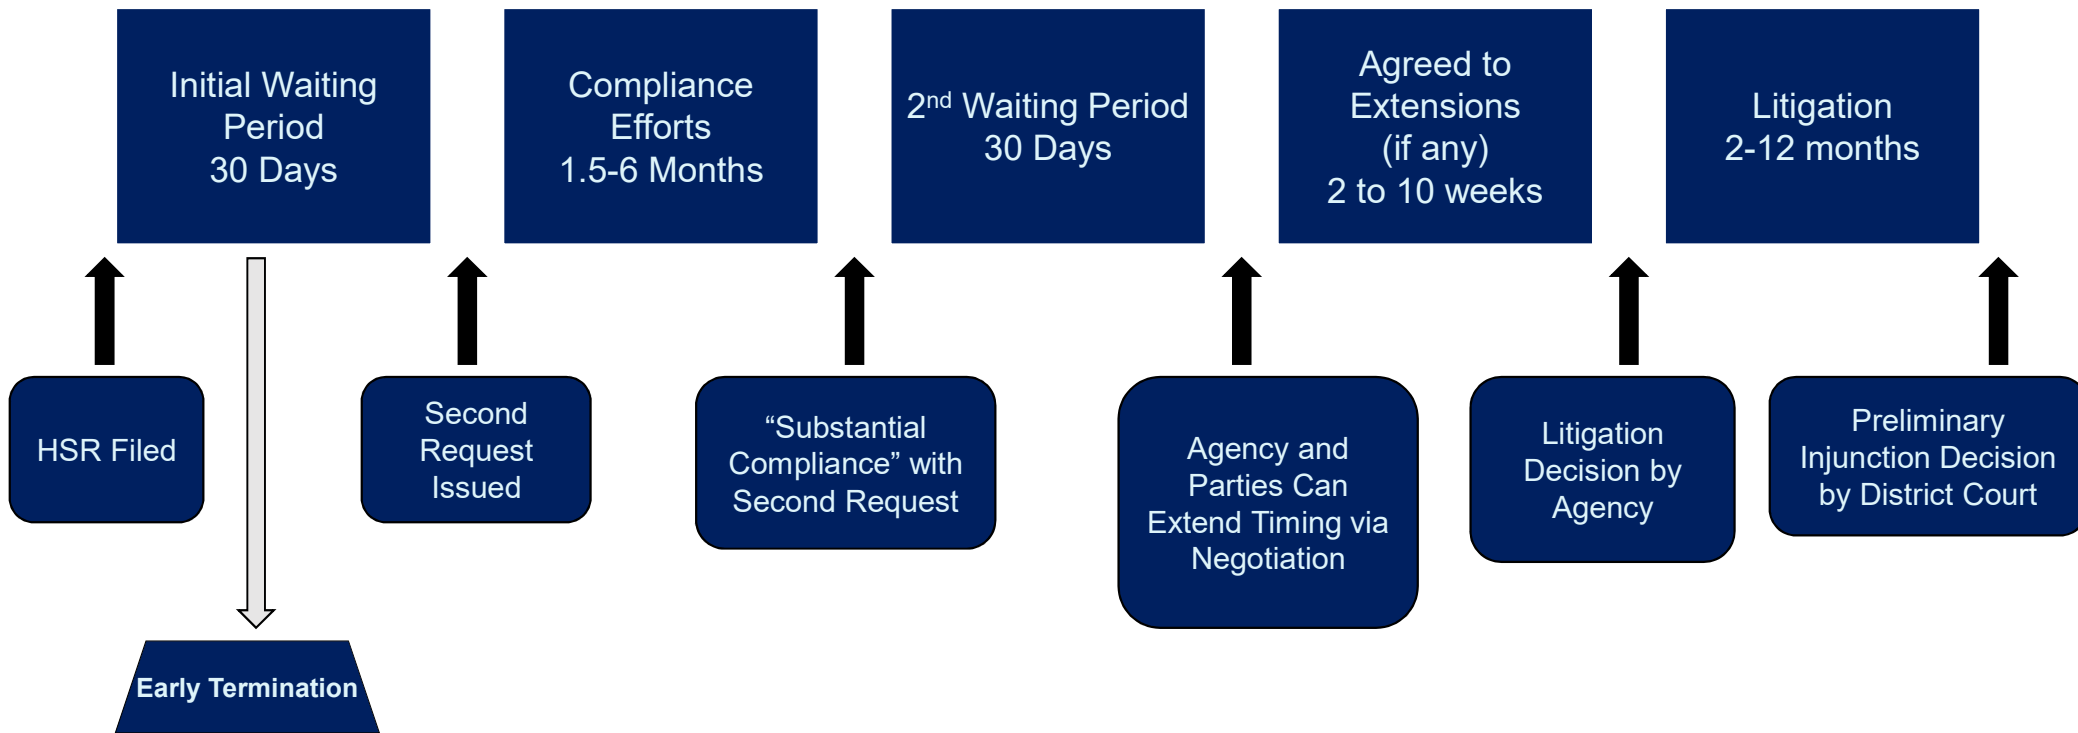 Initial Waiting
Period
30 Days
Compliance
Efforts
1.5-6 Months
2nd Waiting Period
30 Days
Agreed to
Extensions
(if any)
2 to 10 weeks
Litigation
2-12 months
HSR Filed
Second
Request
Issued
“Substantial
Compliance” with
Second Request
Agency and
Parties Can
Extend Timing via
Negotiation
Litigation
Decision by
Agency
Preliminary
Injunction Decision
by District Court
Early Termination